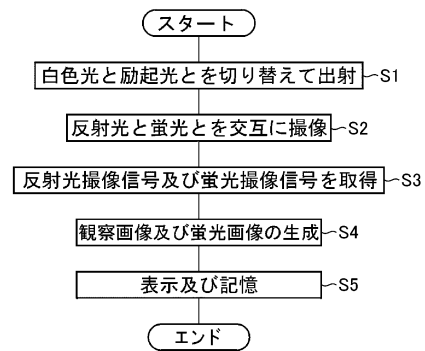 スタート
白色光と励起光とを切り替えて出射 S1
反射光と蛍光とを交互に撮像 S2
反射光撮像信号及び蛍光撮像信号を取得 S3
観察画像及び蛍光画像の生成 S4
表示及び記憶 S5
エンド